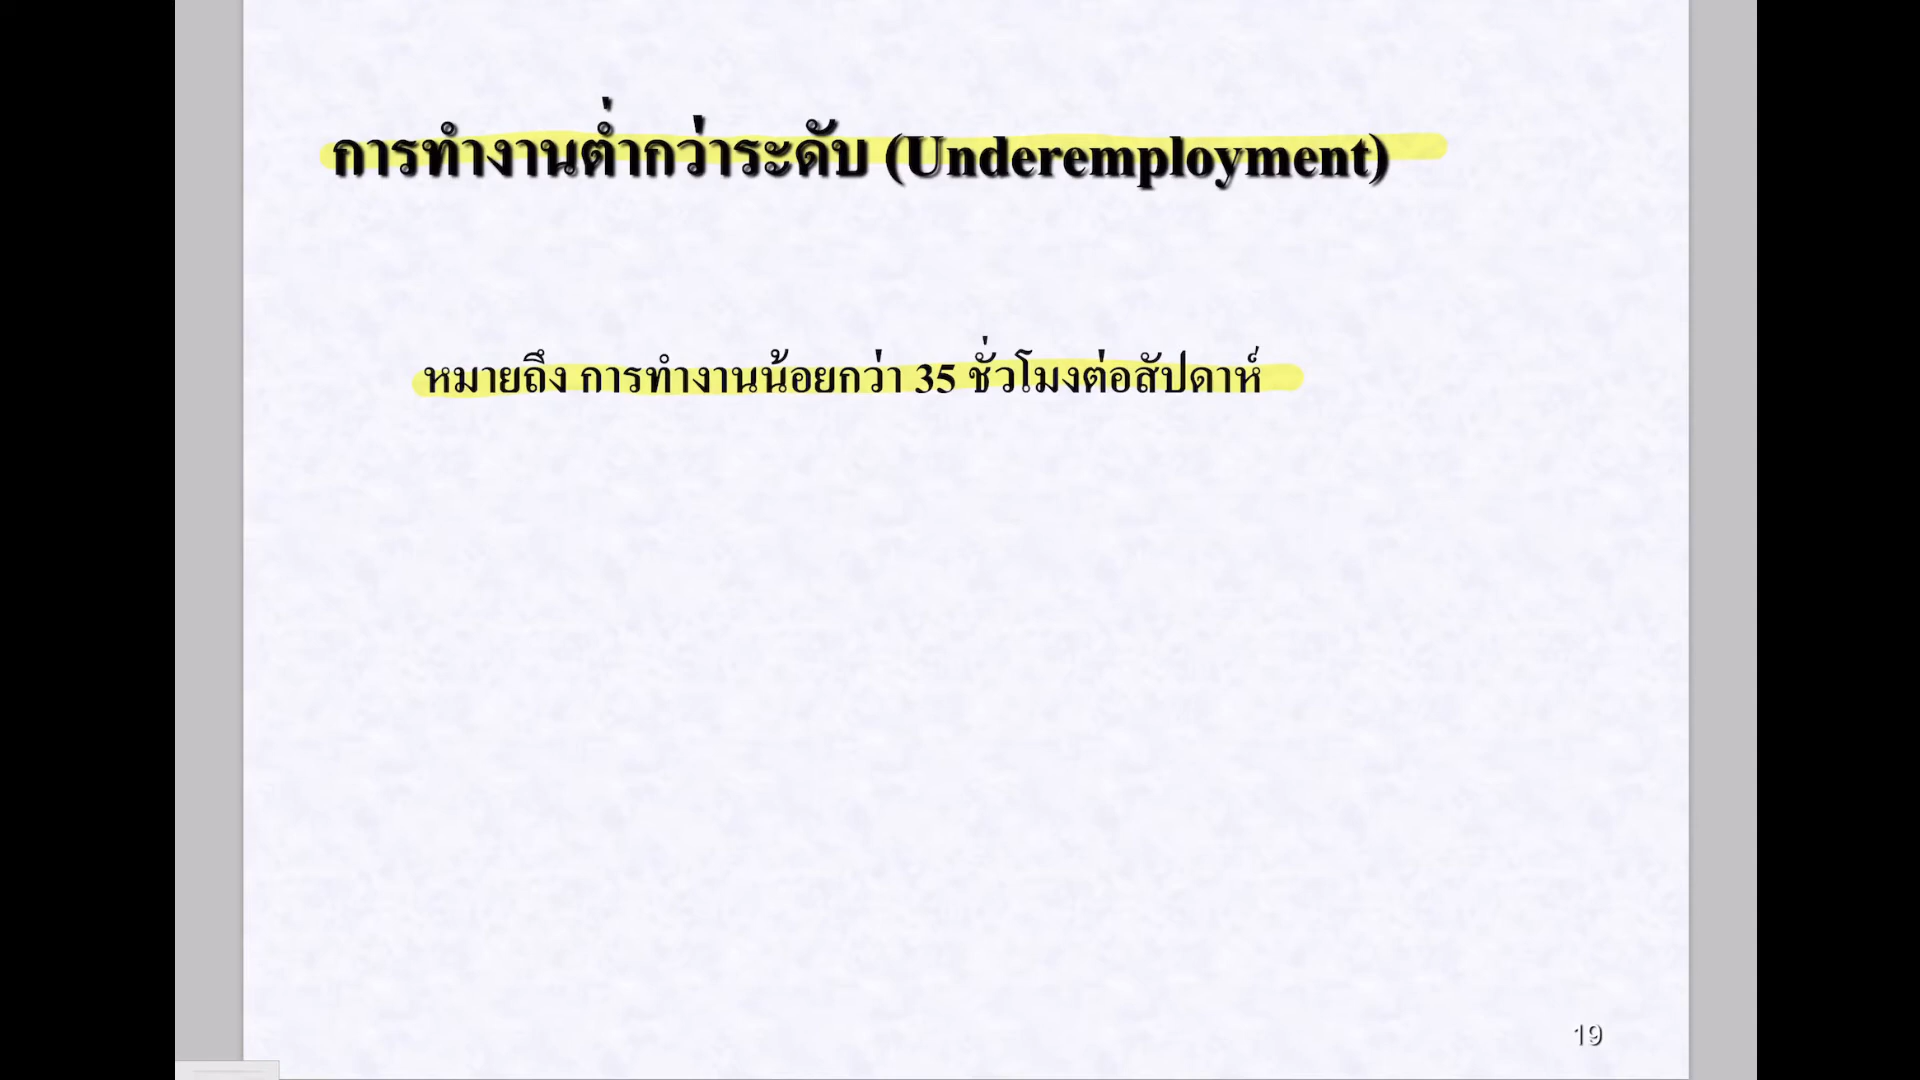 การทำงานต่ำกว่าระดับ (Underemployment)
หมายถึง การทำงานน้อยกว่า 35 ชั่วโมงต่อสัปดาห์
19